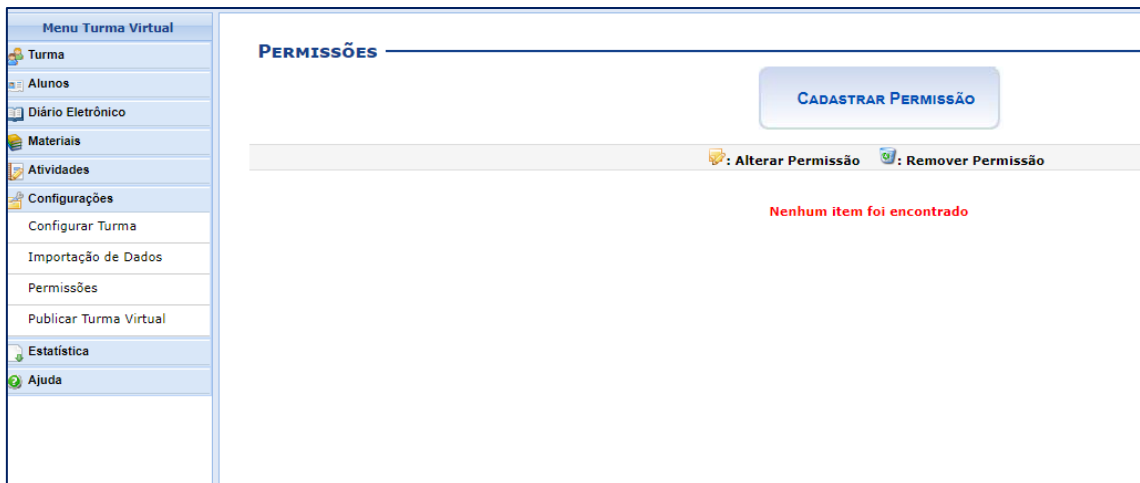 Menu Turma Virtual
Turma
Alunos
Diário Eletrônico
Materiais
Atividades
Configurações
Configurar Turma
Importação de Dados
Permissões
Publicar Turma Virtual
Estatística
Ajuda
Permissões
Cadastrar Permissão
: Alterar Permissão : Remover Permissão
Nenhum item foi encontrado